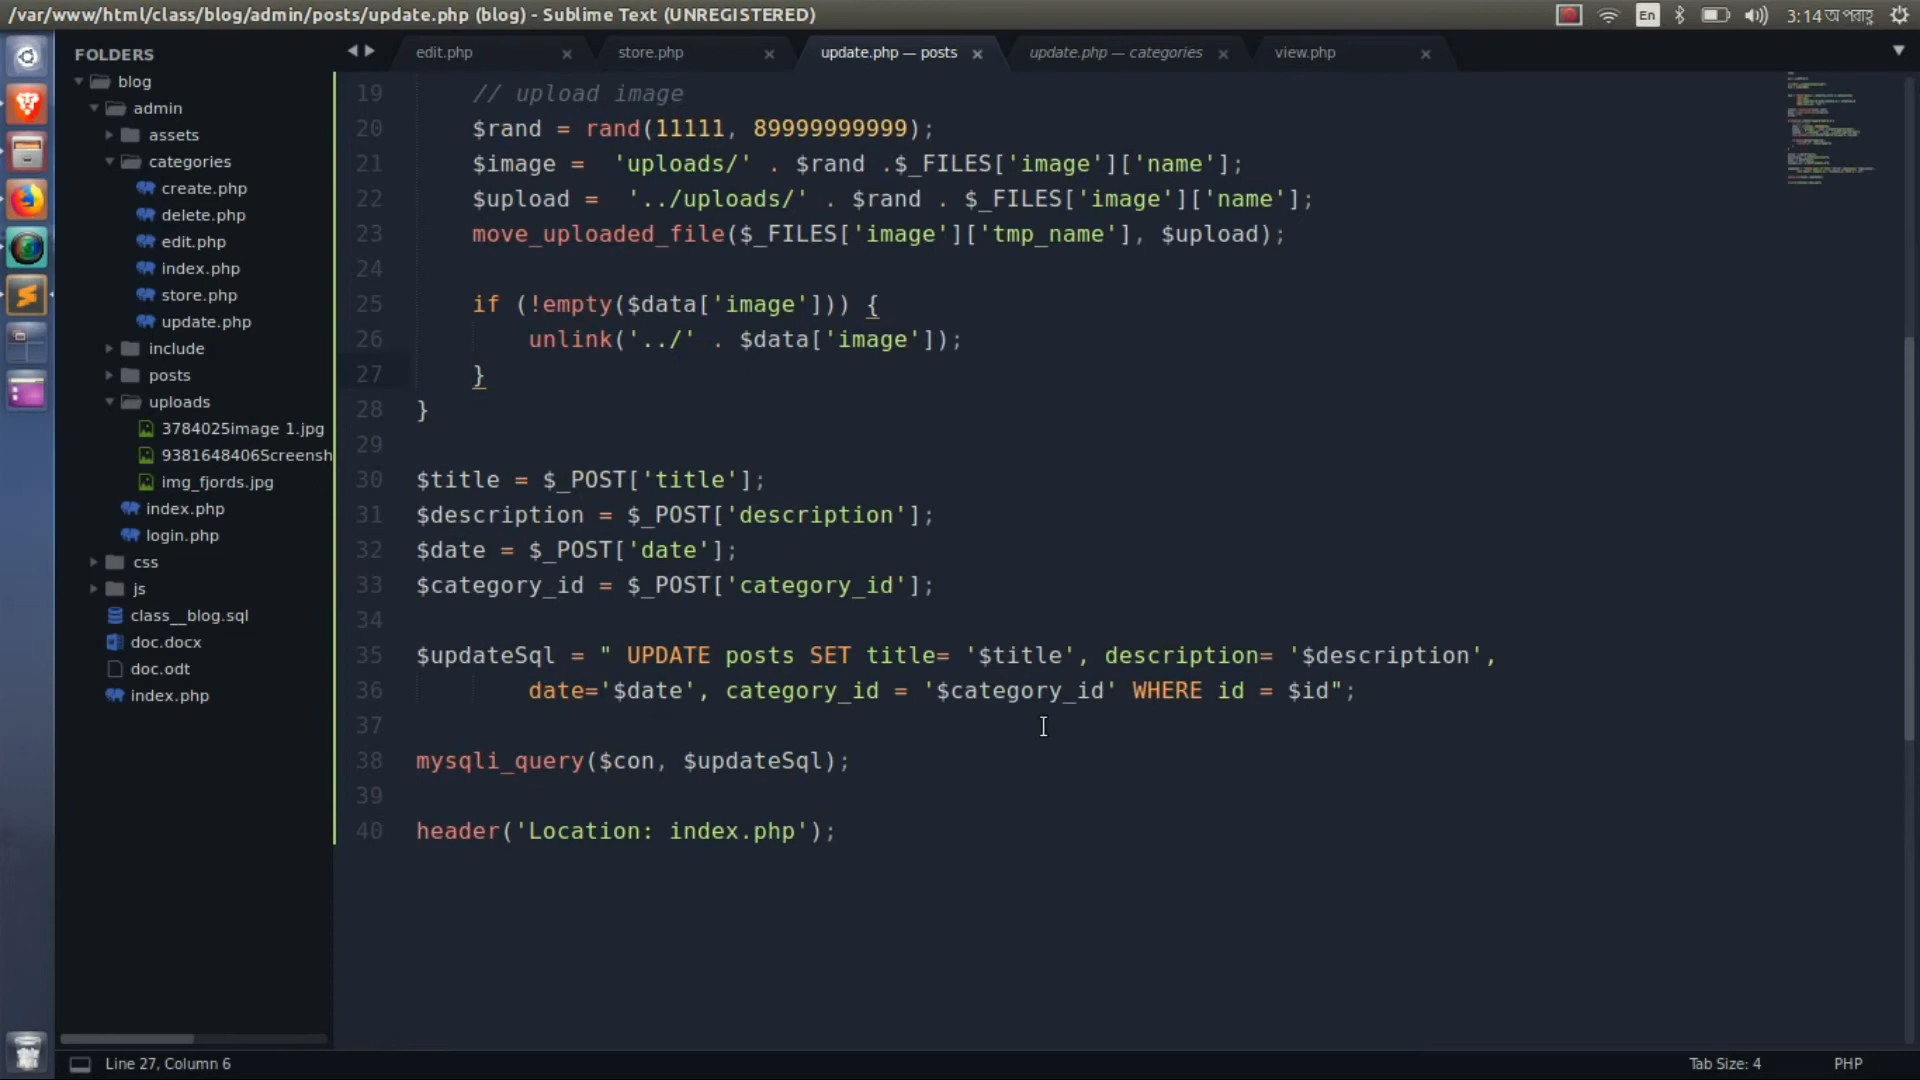 /var/www/html/class/blog/admin/posts/update.php (blog) - Sublime Text (UNREGISTERED)
En
3:14 অপরাহ্ণ
FOLDERS
blog
admin
assets
categories
create.php
delete.php
edit.php
index.php
store.php
update.php
include
posts
uploads
3784025image 1.jpg
9381648406Screensh
img_fjords.jpg
index.php
login.php
css
js
class__blog.sql
doc.docx
doc.odt
index.php
edit.php
store.php
update.php — posts
update.php — categories
view.php
19 // upload image
20 $rand = rand(11111, 89999999999);
21 $image =  'uploads/' . $rand .$_FILES['image']['name'];
22 $upload =  '../uploads/' . $rand . $_FILES['image']['name'];
23 move_uploaded_file($_FILES['image']['tmp_name'], $upload);
24
25 if (!empty($data['image'])) {
26 unlink('../' . $data['image']);
27 }
28 }
29
30 $title = $_POST['title'];
31 $description = $_POST['description'];
32 $date = $_POST['date'];
33 $category_id = $_POST['category_id'];
34
35 $updateSql = " UPDATE posts SET title= '$title', description= '$description',
36 date='$date', category_id = '$category_id' WHERE id = $id";
37
38 mysqli_query($con, $updateSql);
39
40 header('Location: index.php');
Line 27, Column 6
Tab Size: 4
PHP